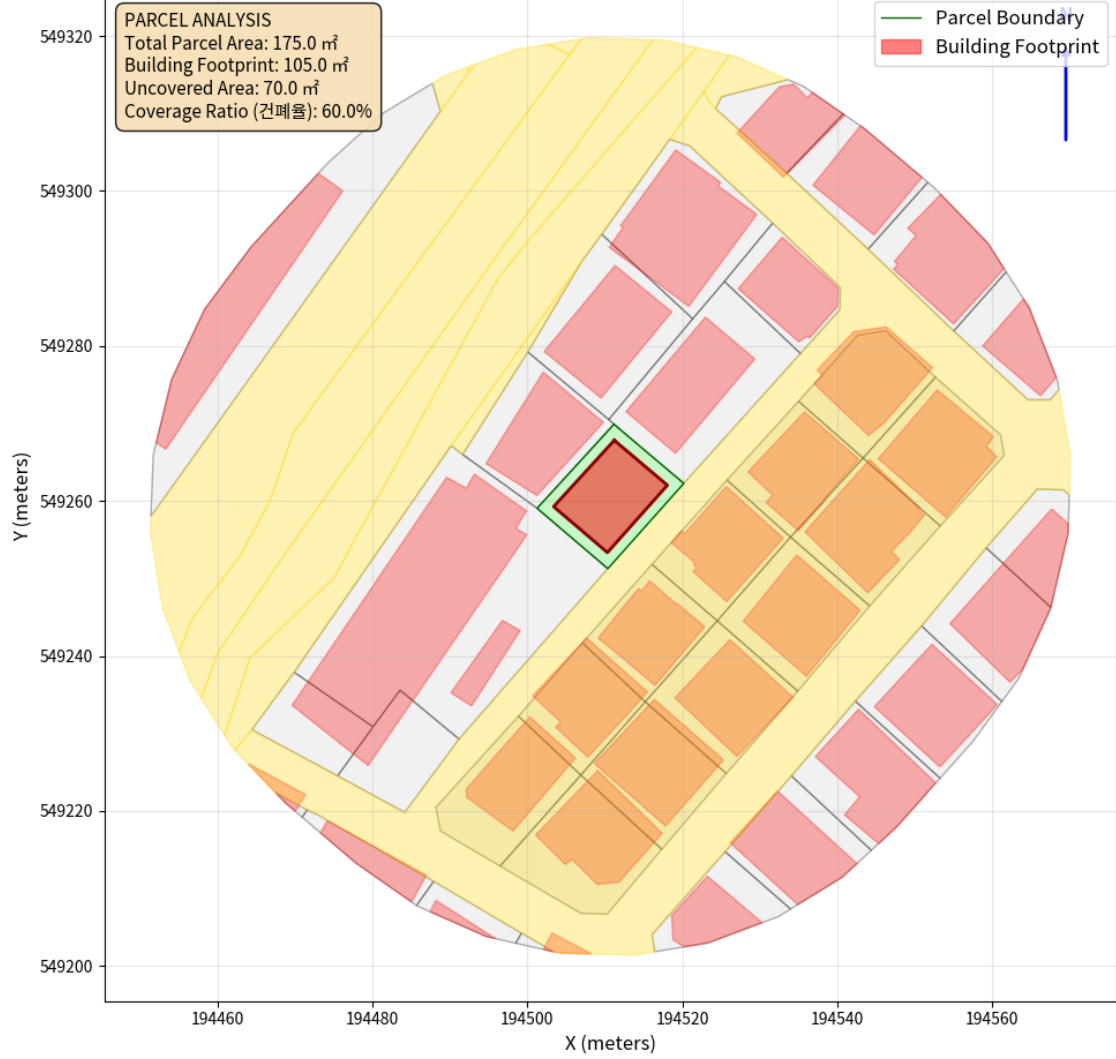 PARCEL ANALYSIS
Total Parcel Area: 175.0 ㎡
Building Footprint: 105.0 ㎡
Uncovered Area: 70.0 ㎡
Coverage Ratio (건폐율): 60.0%
Parcel Boundary
Building Footprint
N
549320
549300
549280
549260
549240
549220
549200
Y (meters)
194460
194480
194500
194520
194540
194560
X (meters)